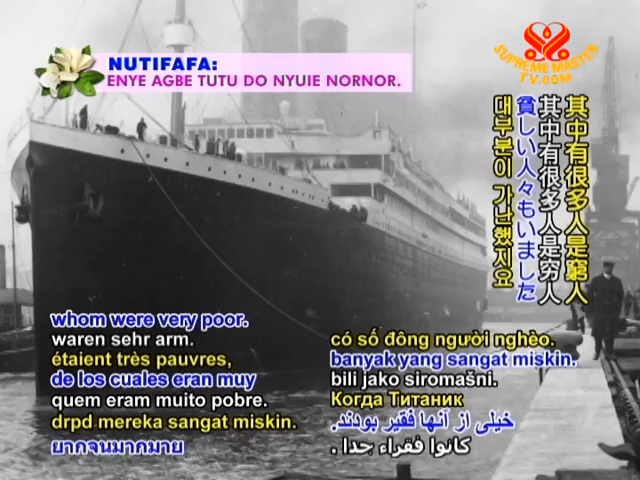 NUTIFAFA:
ENYE AGBE TUTU DO NYUIE NORNOR.
SUPREME MASTER
TV.COM
其中有很多人是窮人
其中有很多人是穷人
貧しい人々もいました
대부분이 가난했지요
whom were very poor.
waren sehr arm.
étaient très pauvres,
de los cuales eran muy
quem eram muito pobre.
drpd mereka sangat miskin.
ยากจนมากมาย
có số đông người nghèo.
banyak yang sangat miskin.
bili jako siromašni.
Когда Титаник
خیلی از آنها فقیر بودند.
كانوا فقراء جدا .